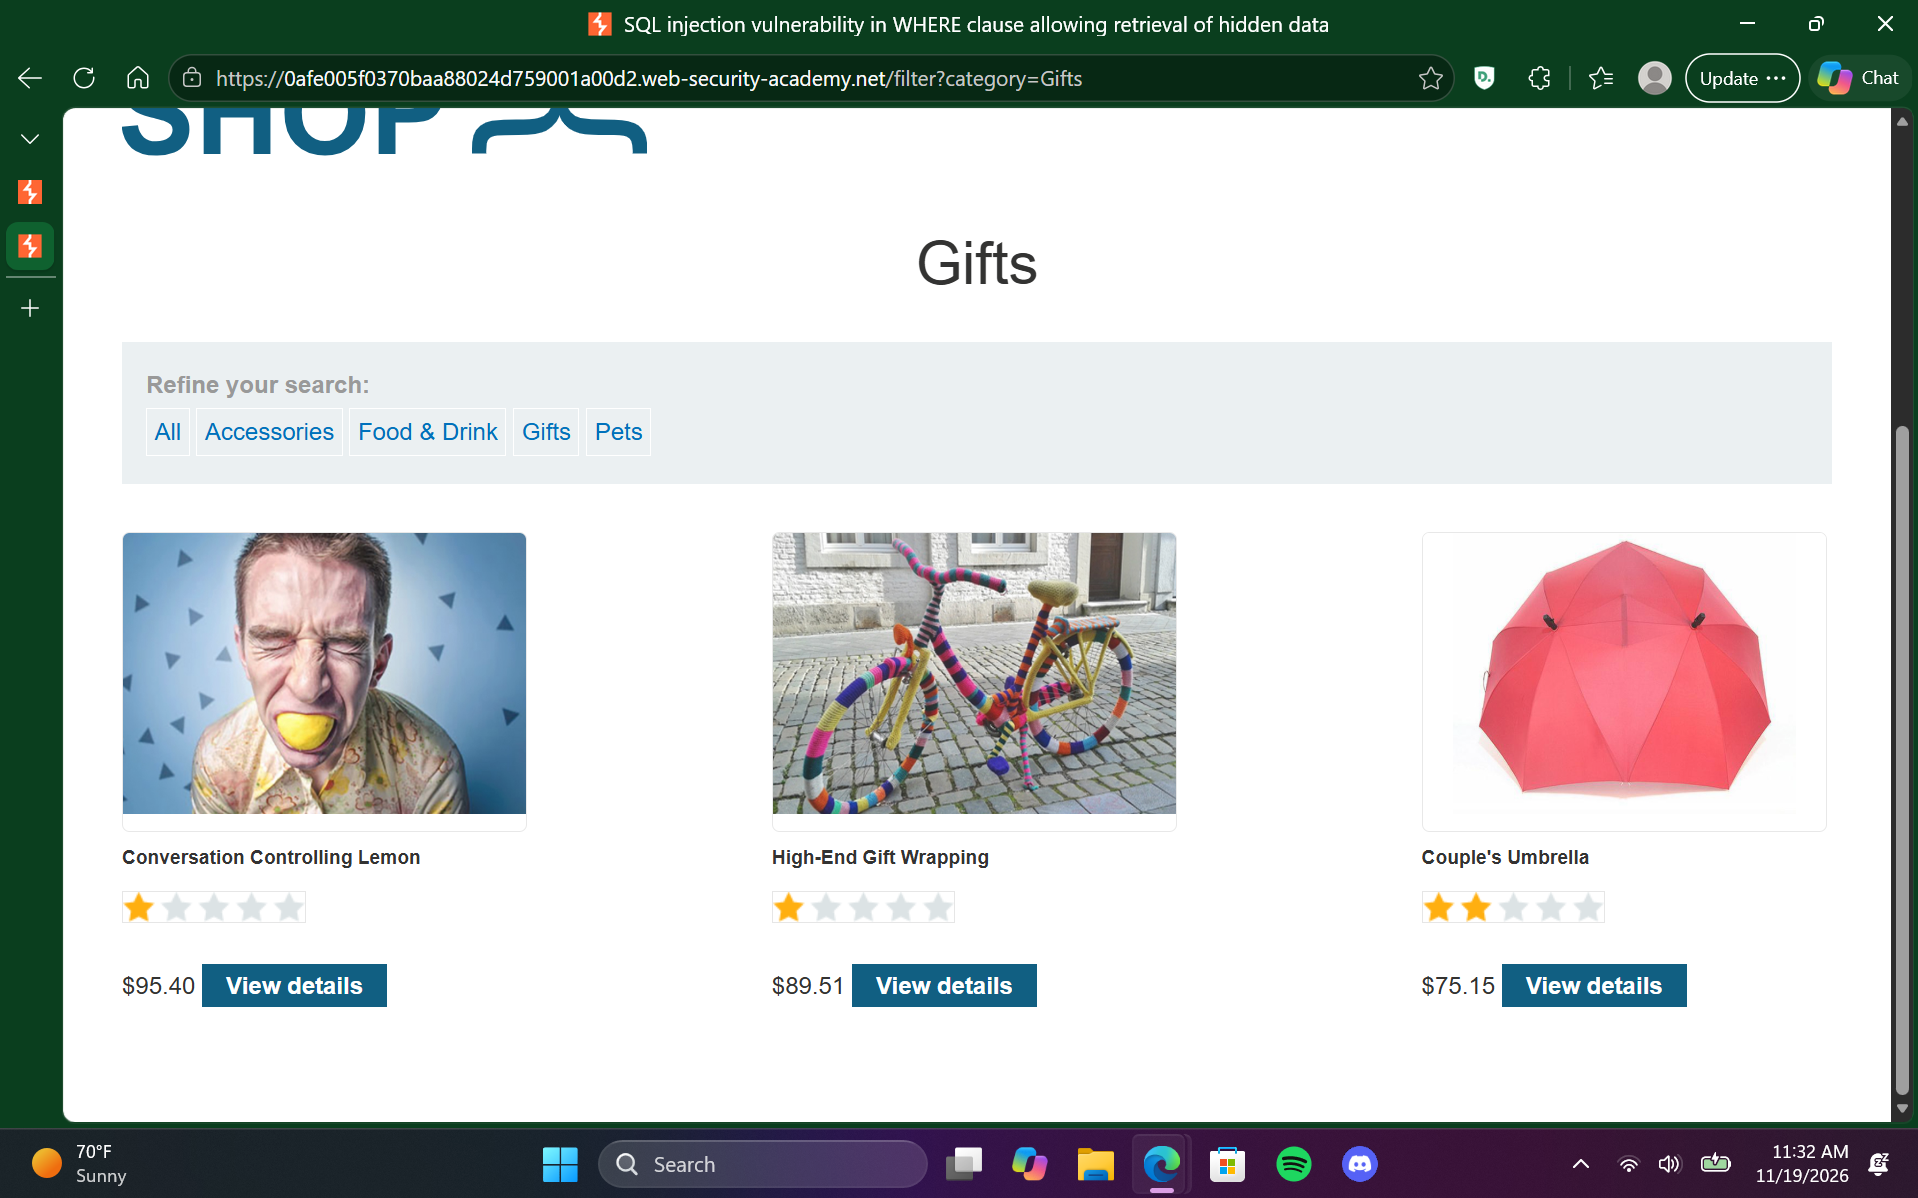 SQL injection vulnerability in WHERE clause allowing retrieval of hidden data
https://0afe005f0370baa88024d759001a00d2.web-security-academy.net/filter?category=Gifts
Update
Chat
SHOP
Gifts
Refine your search:
All Accessories Food & Drink Gifts Pets
Conversation Controlling Lemon
High-End Gift Wrapping
Couple's Umbrella
$95.40 View details
$89.51 View details
$75.15 View details
70°F
Sunny
Search
11:32 AM
11/19/2026